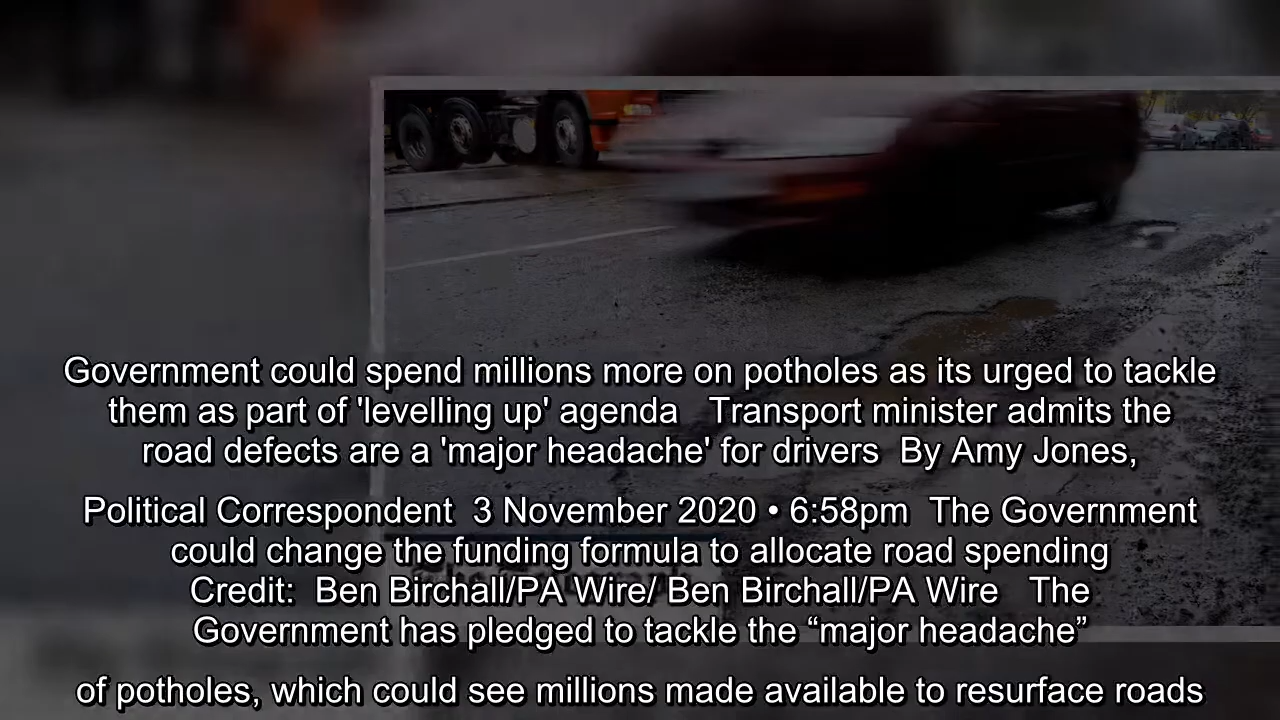 Government could spend millions more on potholes as its urged to tackle
them as part of 'levelling up' agenda   Transport minister admits the
road defects are a 'major headache' for drivers  By Amy Jones,
Political Correspondent  3 November 2020 • 6:58pm  The Government
could change the funding formula to allocate road spending
Credit:  Ben Birchall/PA Wire/ Ben Birchall/PA Wire   The
Government has pledged to tackle the “major headache”
of potholes, which could see millions made available to resurface roads